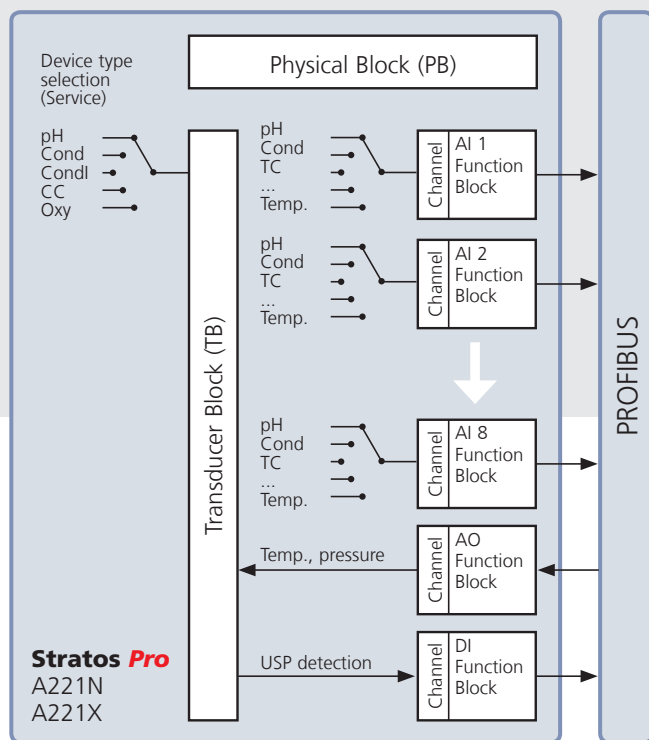 Device type
selection
(Service)
pH
Cond
CondI
CC
Oxy
Physical Block (PB)
Transducer Block (TB)
pH
Cond
TC
...
Temp.
Channel
AI 1
Function
Block
pH
Cond
TC
...
Temp.
Channel
AI 2
Function
Block
pH
Cond
TC
...
Temp.
Channel
AI 8
Function
Block
Temp., pressure
Channel
AO
Function
Block
USP detection
Channel
DI
Function
Block
PROFIBUS
Stratos Pro
A221N
A221X